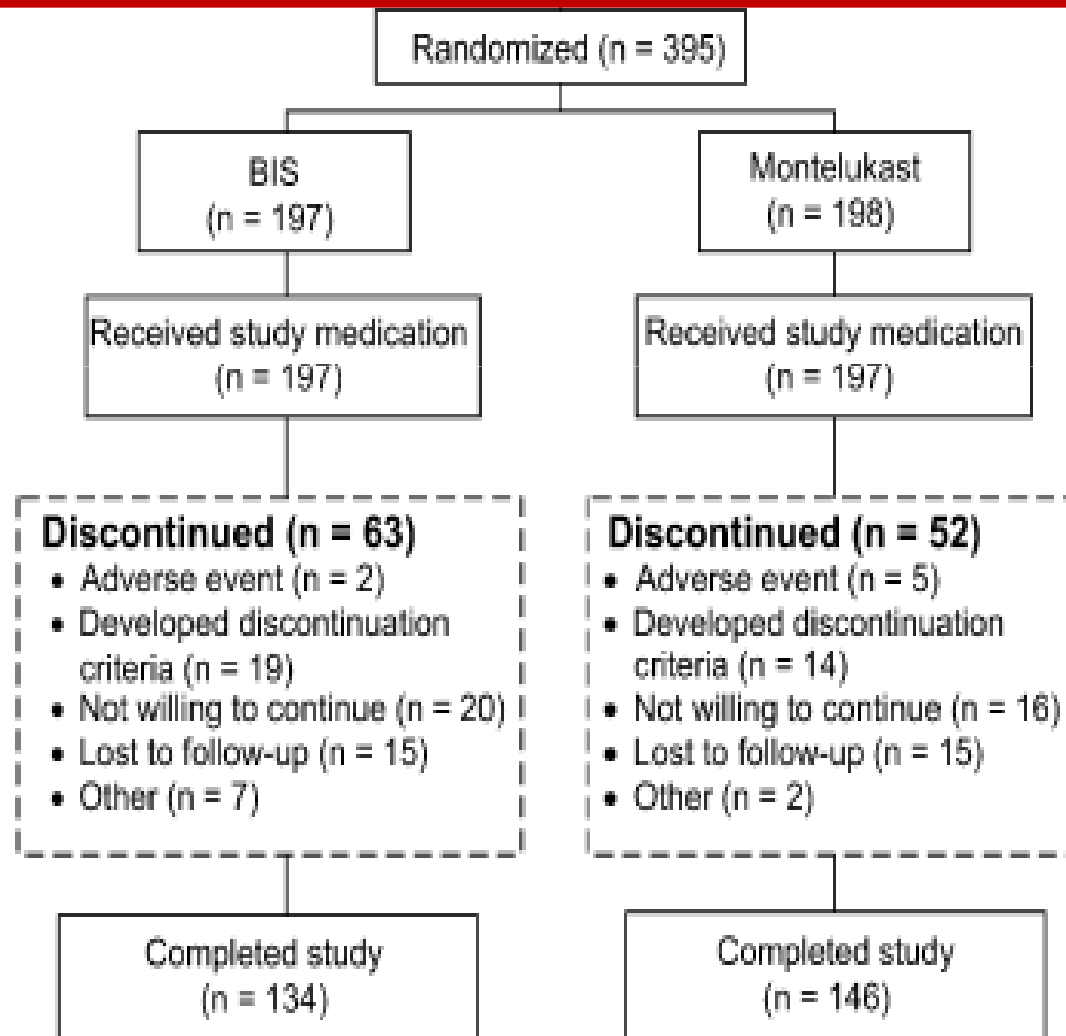 Randomized (n = 395)
BIS
(n = 197)
Montelukast
(n = 198)
Received study medication
(n = 197)
Received study medication
(n = 197)
Discontinued (n = 63)
• Adverse event (n = 2)
• Developed discontinuation
criteria (n = 19)
• Not willing to continue (n = 20)
• Lost to follow-up (n = 15)
• Other (n = 7)
Discontinued (n = 52)
• Adverse event (n = 5)
• Developed discontinuation
criteria (n = 14)
• Not willing to continue (n = 16)
• Lost to follow-up (n = 15)
• Other (n = 2)
Completed study
(n = 134)
Completed study
(n = 146)